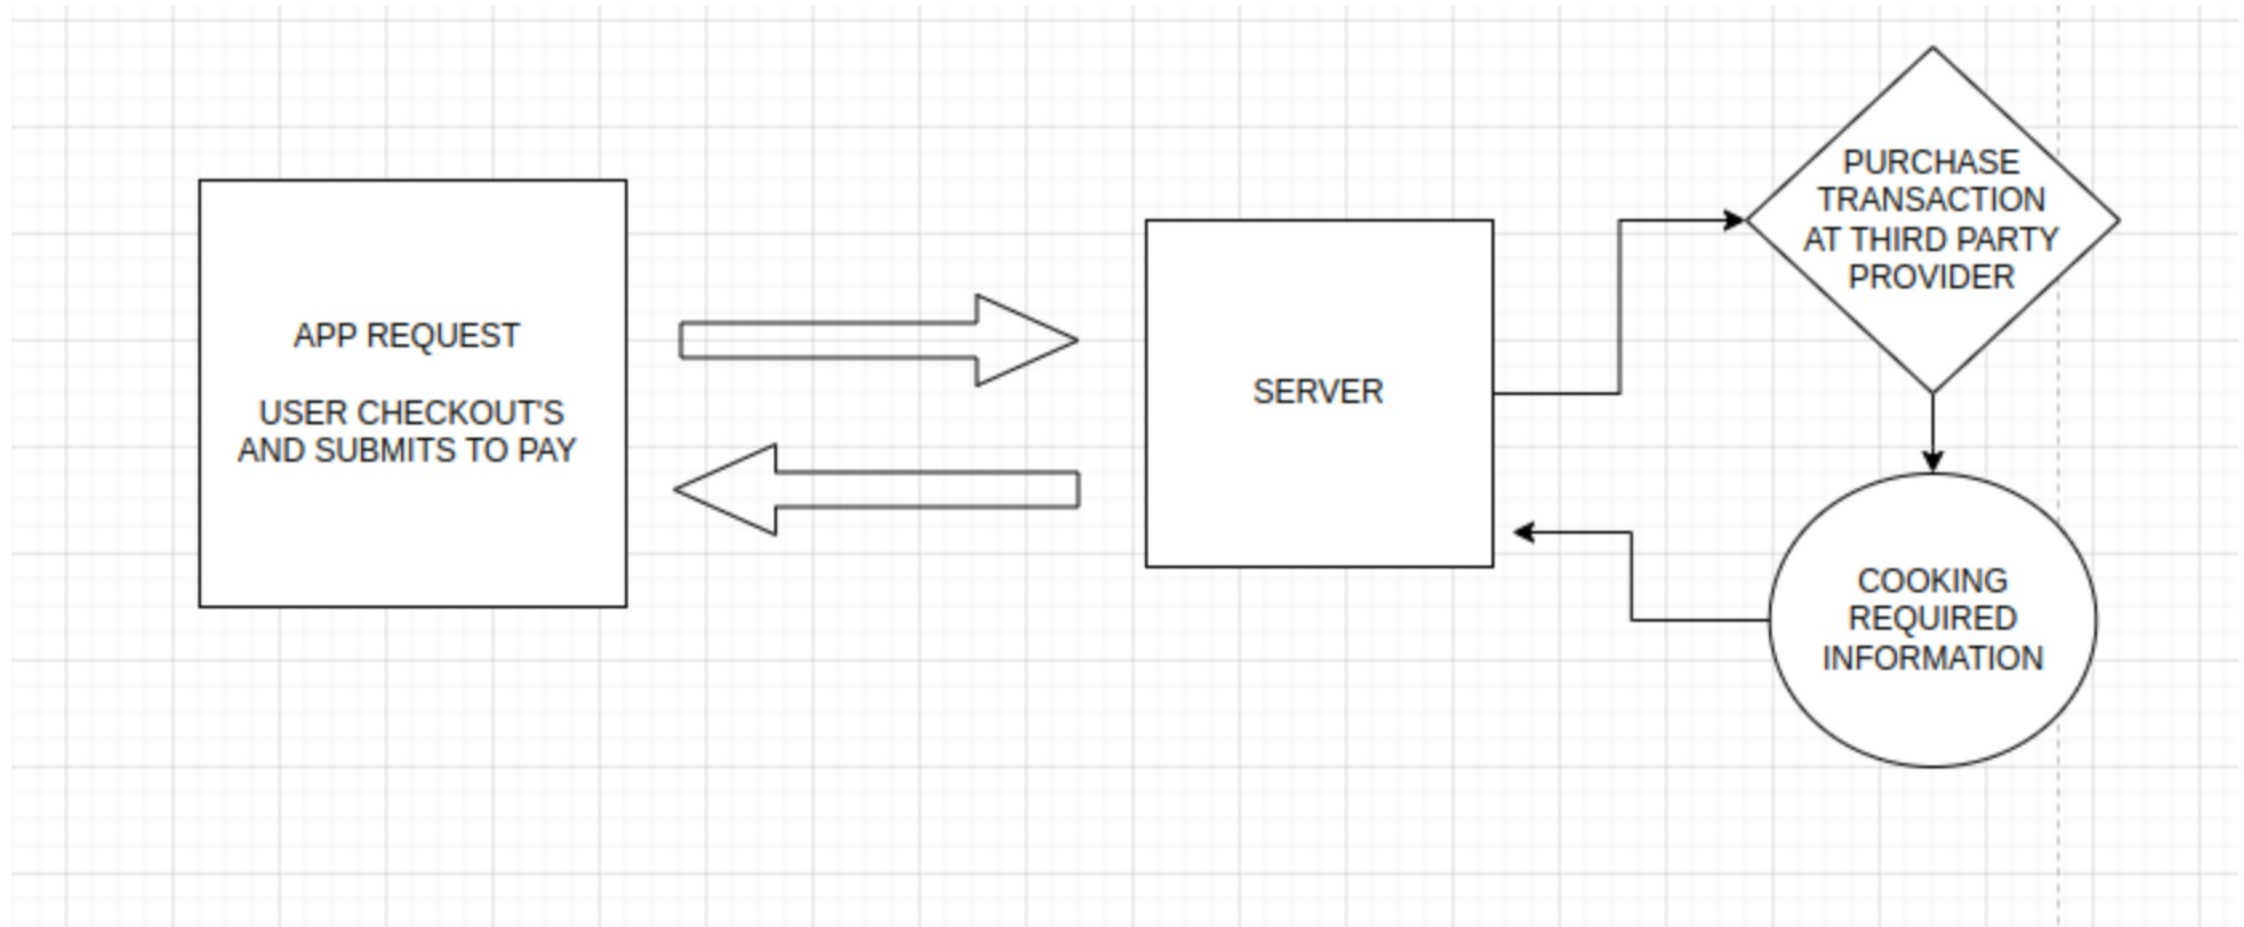 APP REQUEST
USER CHECKOUT'S
AND SUBMITS TO PAY
SERVER
PURCHASE
TRANSACTION
AT THIRD PARTY
PROVIDER
COOKING
REQUIRED
INFORMATION